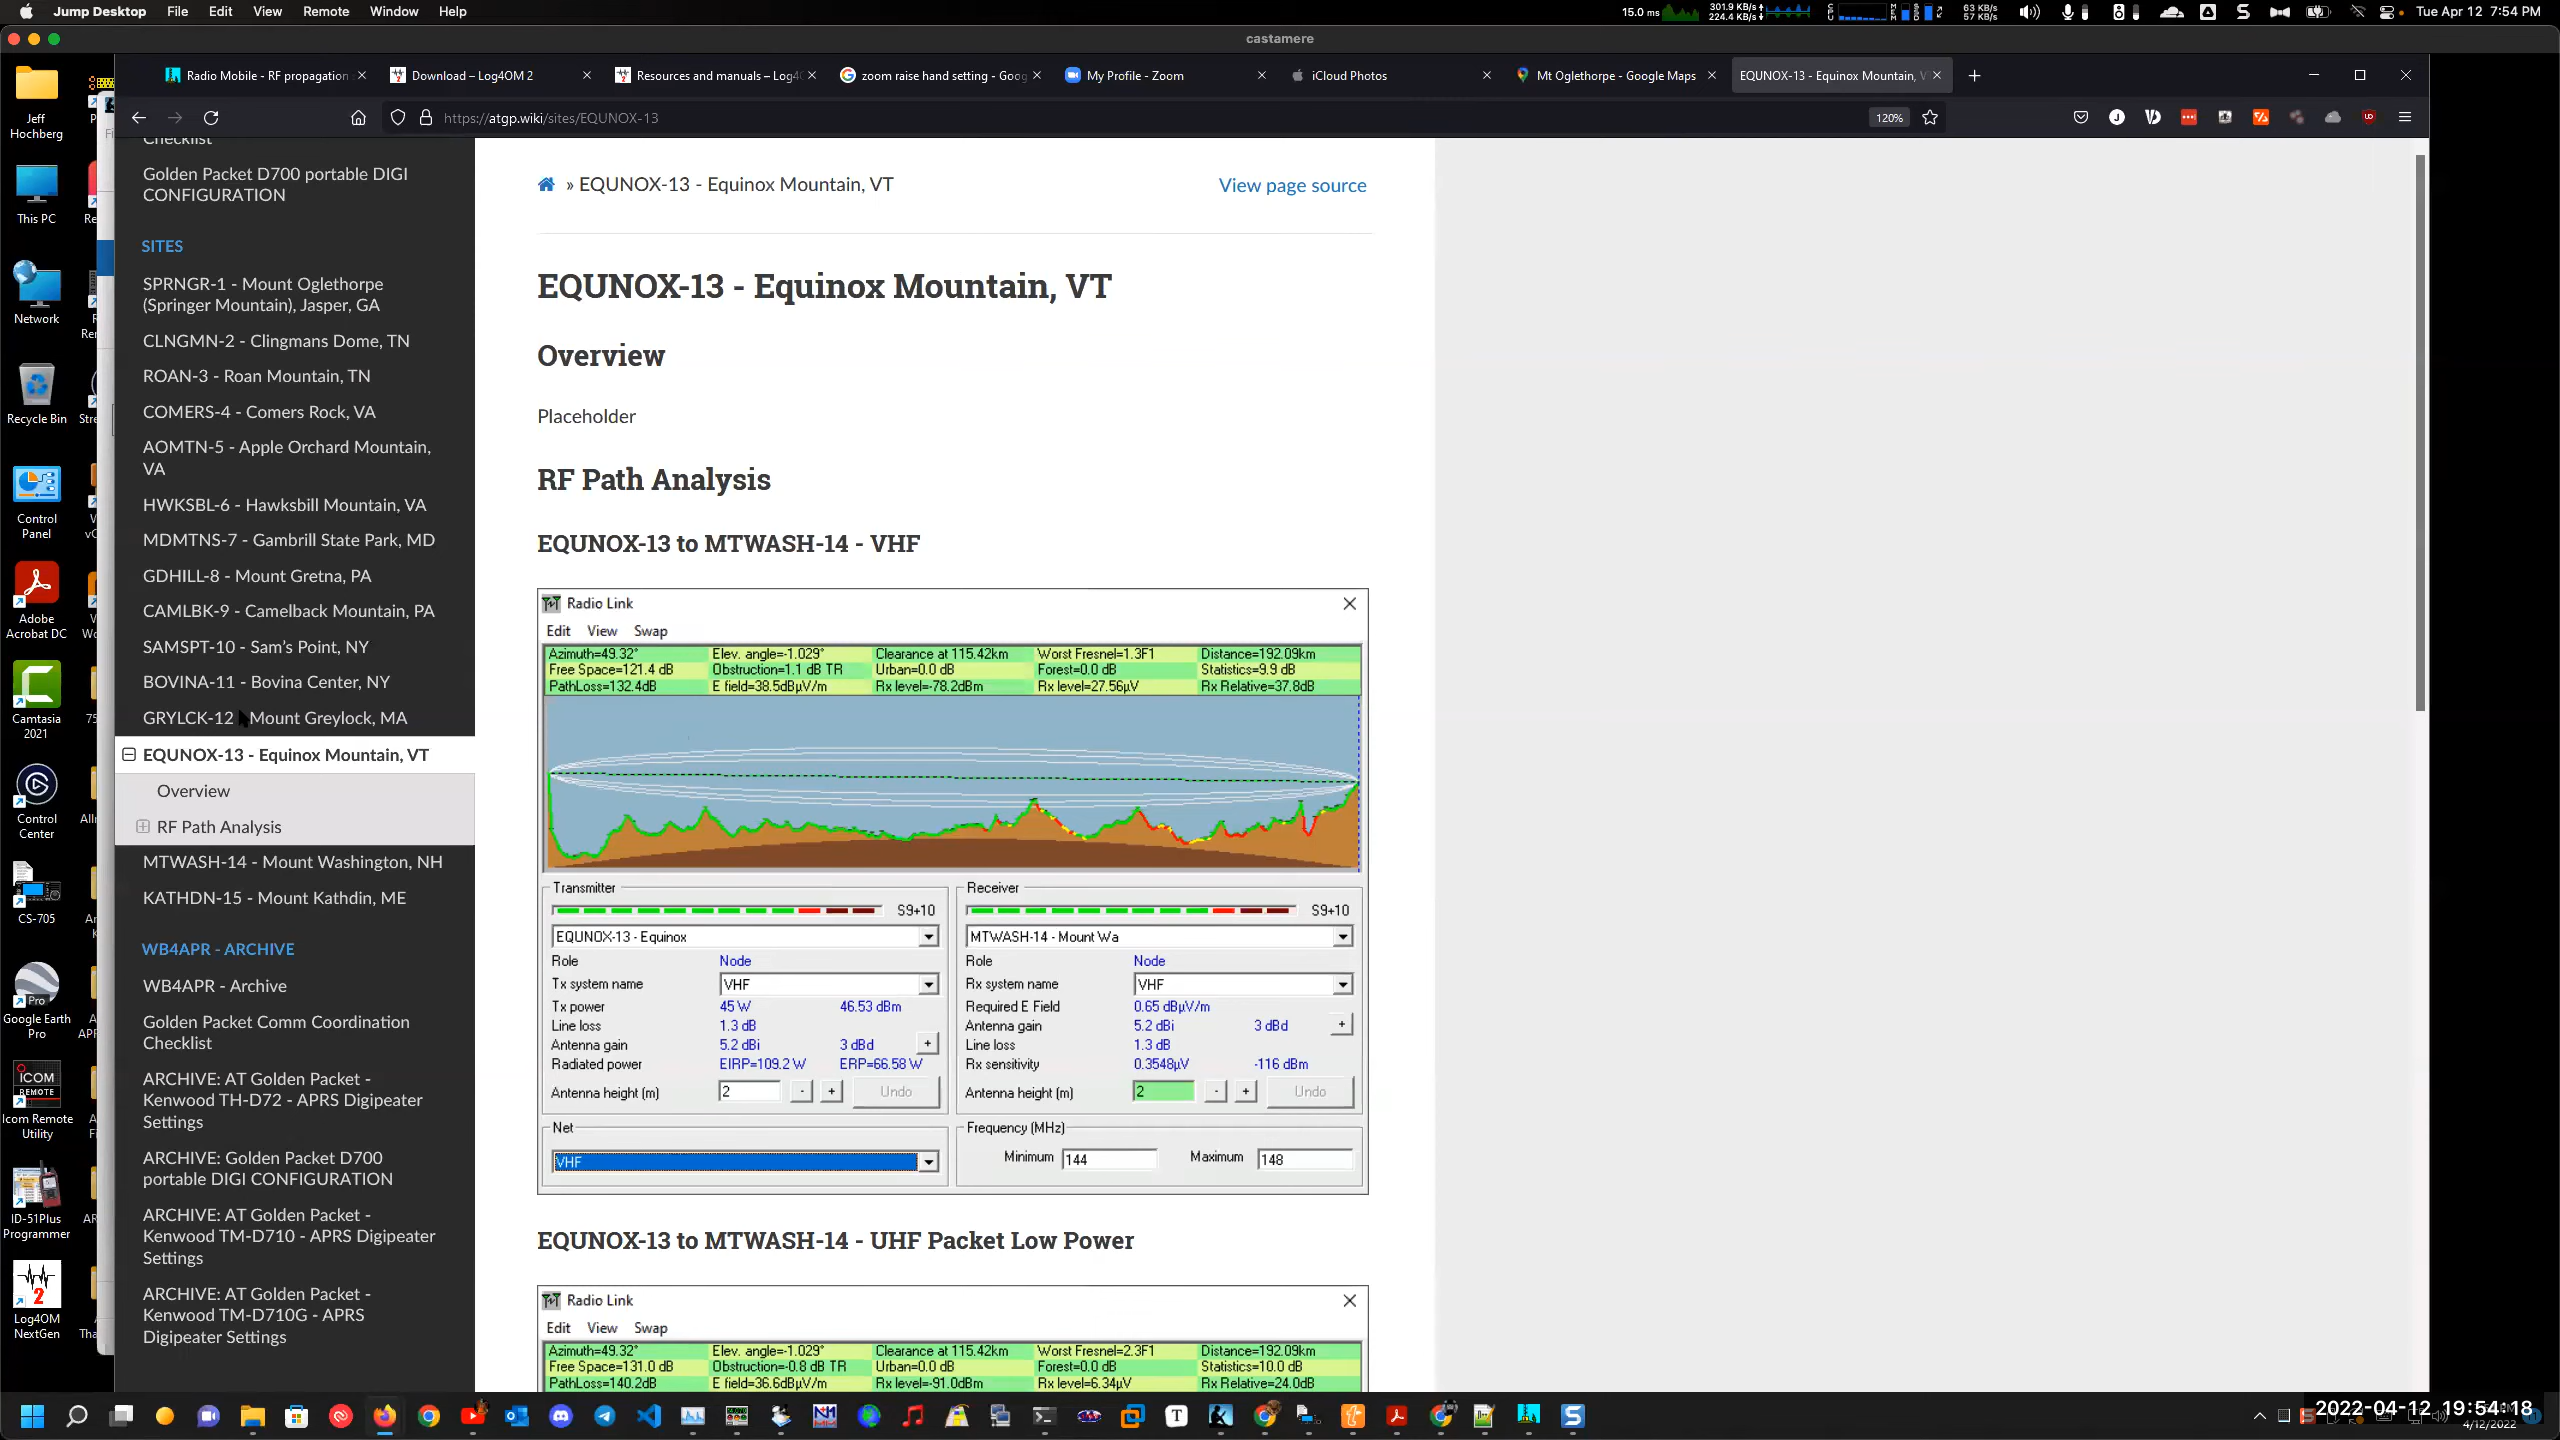 Jump Desktop File Edit View Remote Window Help
15.0 ms 301.9 KB/s 224.4 KB/s 63 KB/s 57 KB/s Tue Apr 12 7:54 PM
castamere
Radio Mobile - RF propagation
Download – Log4OM 2
Resources and manuals – Log4O
zoom raise hand setting - Goog
My Profile - Zoom
iCloud Photos
Mt Oglethorpe - Google Maps
EQUNOX-13 - Equinox Mountain, V
https://atgp.wiki/sites/EQUNOX-13
120%
Jeff
Hochberg
This PC
Network
Recycle Bin
Control
Panel
Adobe
Acrobat DC
Camtasia
2021
Control
Center
CS-705
Google Earth
Pro
Icom Remote
Utility
ID-51Plus
Programmer
Log4OM
NextGen
Checklist
Golden Packet D700 portable DIGI
CONFIGURATION
SITES
SPRNGR-1 - Mount Oglethorpe
(Springer Mountain), Jasper, GA
CLNGMN-2 - Clingmans Dome, TN
ROAN-3 - Roan Mountain, TN
COMERS-4 - Comers Rock, VA
AOMTN-5 - Apple Orchard Mountain,
VA
HWKSBL-6 - Hawksbill Mountain, VA
MDMTNS-7 - Gambrill State Park, MD
GDHILL-8 - Mount Gretna, PA
CAMLBK-9 - Camelback Mountain, PA
SAMSPT-10 - Sam's Point, NY
BOVINA-11 - Bovina Center, NY
GRYLCK-12 Mount Greylock, MA
EQUNOX-13 - Equinox Mountain, VT
Overview
RF Path Analysis
MTWASH-14 - Mount Washington, NH
KATHDN-15 - Mount Kathdin, ME
WB4APR - ARCHIVE
WB4APR - Archive
Golden Packet Comm Coordination
Checklist
ARCHIVE: AT Golden Packet -
Kenwood TH-D72 - APRS Digipeater
Settings
ARCHIVE: Golden Packet D700
portable DIGI CONFIGURATION
ARCHIVE: AT Golden Packet -
Kenwood TM-D710 - APRS Digipeater
Settings
ARCHIVE: AT Golden Packet -
Kenwood TM-D710G - APRS
Digipeater Settings
» EQUNOX-13 - Equinox Mountain, VT
View page source
EQUNOX-13 - Equinox Mountain, VT
Overview
Placeholder
RF Path Analysis
EQUNOX-13 to MTWASH-14 - VHF
Radio Link
Edit View Swap
Azimuth=49.32° Elev. angle=-1.029° Clearance at 115.42km Worst Fresnel=1.3F1 Distance=192.09km
Free Space=121.4 dB Obstruction=1.1 dB TR Urban=0.0 dB Forest=0.0 dB Statistics=9.9 dB
PathLoss=132.4dB E field=38.5dBµV/m Rx level=-78.2dBm Rx level=27.56µV Rx Relative=37.8dB
Transmitter
S9+10
EQUNOX-13 - Equinox
Role Node
Tx system name VHF
Tx power 45 W 46.53 dBm
Line loss 1.3 dB
Antenna gain 5.2 dBi 3 dBd +
Radiated power EIRP=109.2 W ERP=66.58 W
Antenna height (m) 2 - + Undo
Receiver
S9+10
MTWASH-14 - Mount Wa
Role Node
Rx system name VHF
Required E Field 0.65 dBµV/m
Antenna gain 5.2 dBi 3 dBd +
Line loss 1.3 dB
Rx sensitivity 0.3548µV -116 dBm
Antenna height (m) 2 - + Undo
Net
VHF
Frequency (MHz)
Minimum 144 Maximum 148
EQUNOX-13 to MTWASH-14 - UHF Packet Low Power
Radio Link
Edit View Swap
Azimuth=49.32° Elev. angle=-1.029° Clearance at 115.42km Worst Fresnel=2.3F1 Distance=192.09km
Free Space=131.0 dB Obstruction=-0.8 dB TR Urban=0.0 dB Forest=0.0 dB Statistics=10.0 dB
PathLoss=140.2dB E field=36.6dBµV/m Rx level=-91.0dBm Rx level=6.34µV Rx Relative=24.0dB
2022-04-12 19:54:18
4/12/2022